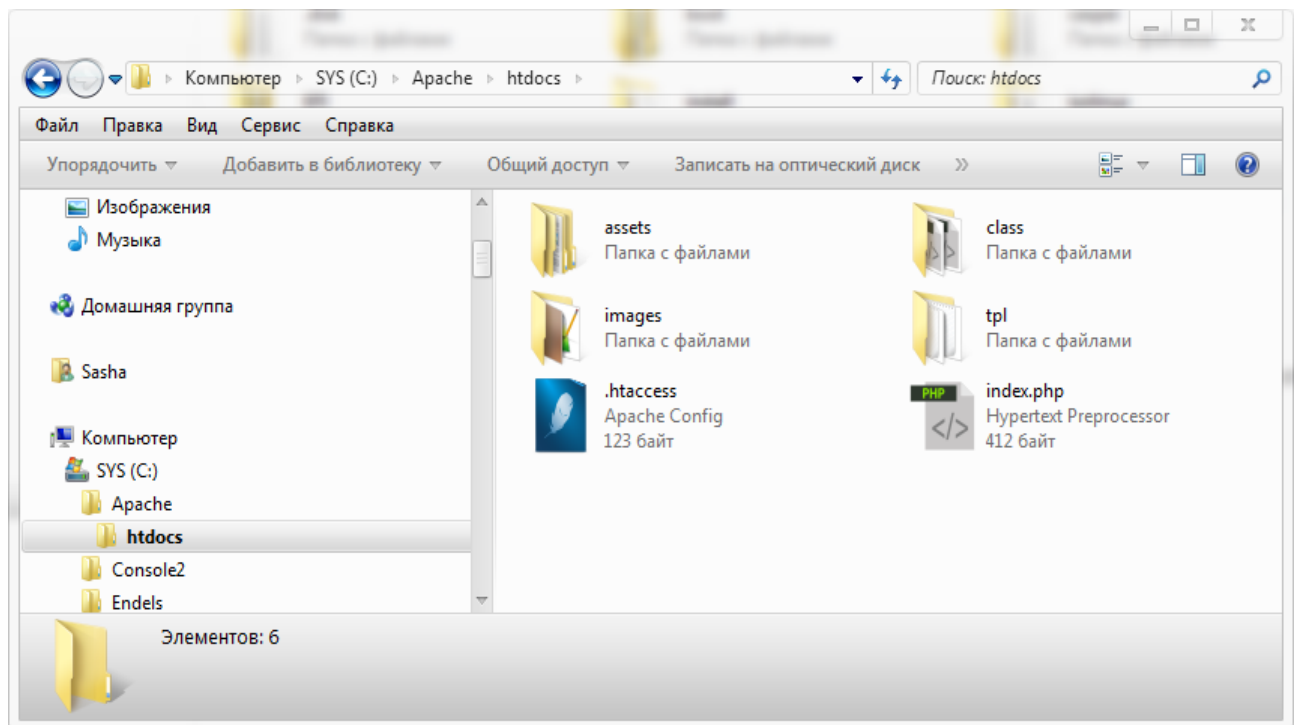 Компьютер SYS (C:) Apache htdocs
Поиск: htdocs
Файл Правка Вид Сервис Справка
Упорядочить Добавить в библиотеку Общий доступ Записать на оптический диск »
Изображения
Музыка
Домашняя группа
Sasha
Компьютер
SYS (C:)
Apache
htdocs
Console2
Endels
assets
Папка с файлами
class
Папка с файлами
images
Папка с файлами
tpl
Папка с файлами
.htaccess
Apache Config
123 байт
PHP
</>
index.php
Hypertext Preprocessor
412 байт
Элементов: 6